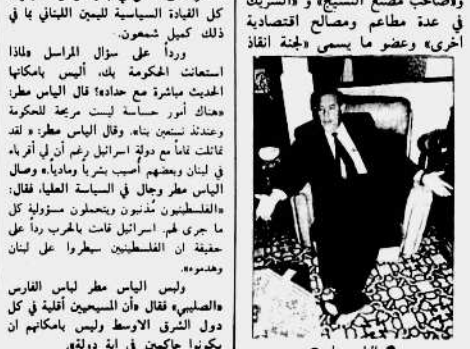 و«صاحب مصنع النسيج» و «الشريك
في عدة مطاعم ومصالح اقتصادية
أخرى» وعضو ما يسمى «لجنة انقاذ
كل القيادة السياسية لليمين اللبناني بما في
ذلك كميل شمعون.
ورداً على سؤال المراسل «لماذا
استعانت الحكومة بك، أليس بامكانها
الحديث مباشرة مع حداد»؟ قال الياس مطر:
«هناك أمور حساسة ليست مريحة للحكومة
وعندئذ تستعين بنا». وقال الياس مطر: « لقد
تماثلت تماماً مع دولة اسرائيل رغم أن لي أقرباء
في لبنان وبعضهم أصيب بشرياً ومادياً.» وصال
الياس مطر وجال في السياسة العليا، فقال:
«الفلسطينيون مذنبون ويتحملون مسؤولية كل
ما جرى لهم. اسرائيل قامت بالحرب رداً على
حقيقة ان الفلسطينيين سيطروا على لبنان
وهدموه».
ولبس الياس مطر لباس الفارس
«الصليبي» فقال «أن المسيحيين أقلية في كل
دول الشرق الاوسط وليس بامكانهم ان
يكونوا حاكمين في اية دولة».